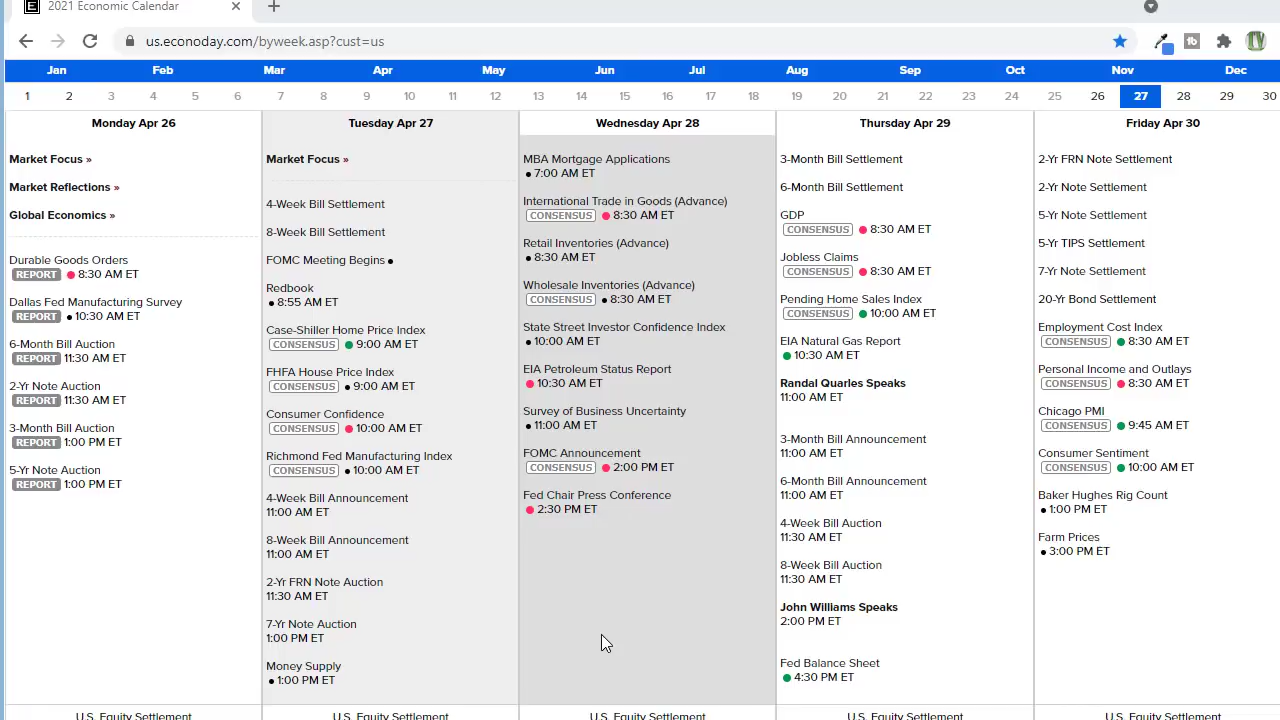 2021 Economic Calendar
us.econoday.com/byweek.asp?cust=us
Jan Feb Mar Apr May Jun Jul Aug Sep Oct Nov Dec
1 2 3 4 5 6 7 8 9 10 11 12 13 14 15 16 17 18 19 20 21 22 23 24 25 26 27 28 29 30
Monday Apr 26
Market Focus »
Market Reflections »
Global Economics »
Durable Goods Orders
REPORT 8:30 AM ET
Dallas Fed Manufacturing Survey
REPORT 10:30 AM ET
6-Month Bill Auction
REPORT 11:30 AM ET
2-Yr Note Auction
REPORT 11:30 AM ET
3-Month Bill Auction
REPORT 1:00 PM ET
5-Yr Note Auction
REPORT 1:00 PM ET
U.S. Equity Settlement
Tuesday Apr 27
Market Focus »
4-Week Bill Settlement
8-Week Bill Settlement
FOMC Meeting Begins
Redbook
8:55 AM ET
Case-Shiller Home Price Index
CONSENSUS 9:00 AM ET
FHFA House Price Index
CONSENSUS 9:00 AM ET
Consumer Confidence
CONSENSUS 10:00 AM ET
Richmond Fed Manufacturing Index
CONSENSUS 10:00 AM ET
4-Week Bill Announcement
11:00 AM ET
8-Week Bill Announcement
11:00 AM ET
2-Yr FRN Note Auction
11:30 AM ET
7-Yr Note Auction
1:00 PM ET
Money Supply
1:00 PM ET
U.S. Equity Settlement
Wednesday Apr 28
MBA Mortgage Applications
7:00 AM ET
International Trade in Goods (Advance)
CONSENSUS 8:30 AM ET
Retail Inventories (Advance)
8:30 AM ET
Wholesale Inventories (Advance)
CONSENSUS 8:30 AM ET
State Street Investor Confidence Index
10:00 AM ET
EIA Petroleum Status Report
10:30 AM ET
Survey of Business Uncertainty
11:00 AM ET
FOMC Announcement
CONSENSUS 2:00 PM ET
Fed Chair Press Conference
2:30 PM ET
U.S. Equity Settlement
Thursday Apr 29
3-Month Bill Settlement
6-Month Bill Settlement
GDP
CONSENSUS 8:30 AM ET
Jobless Claims
CONSENSUS 8:30 AM ET
Pending Home Sales Index
CONSENSUS 10:00 AM ET
EIA Natural Gas Report
10:30 AM ET
Randal Quarles Speaks
11:00 AM ET
3-Month Bill Announcement
11:00 AM ET
6-Month Bill Announcement
11:00 AM ET
4-Week Bill Auction
11:30 AM ET
8-Week Bill Auction
11:30 AM ET
John Williams Speaks
2:00 PM ET
Fed Balance Sheet
4:30 PM ET
U.S. Equity Settlement
Friday Apr 30
2-Yr FRN Note Settlement
2-Yr Note Settlement
5-Yr Note Settlement
5-Yr TIPS Settlement
7-Yr Note Settlement
20-Yr Bond Settlement
Employment Cost Index
CONSENSUS 8:30 AM ET
Personal Income and Outlays
CONSENSUS 8:30 AM ET
Chicago PMI
CONSENSUS 9:45 AM ET
Consumer Sentiment
CONSENSUS 10:00 AM ET
Baker Hughes Rig Count
1:00 PM ET
Farm Prices
3:00 PM ET
U.S. Equity Settlement